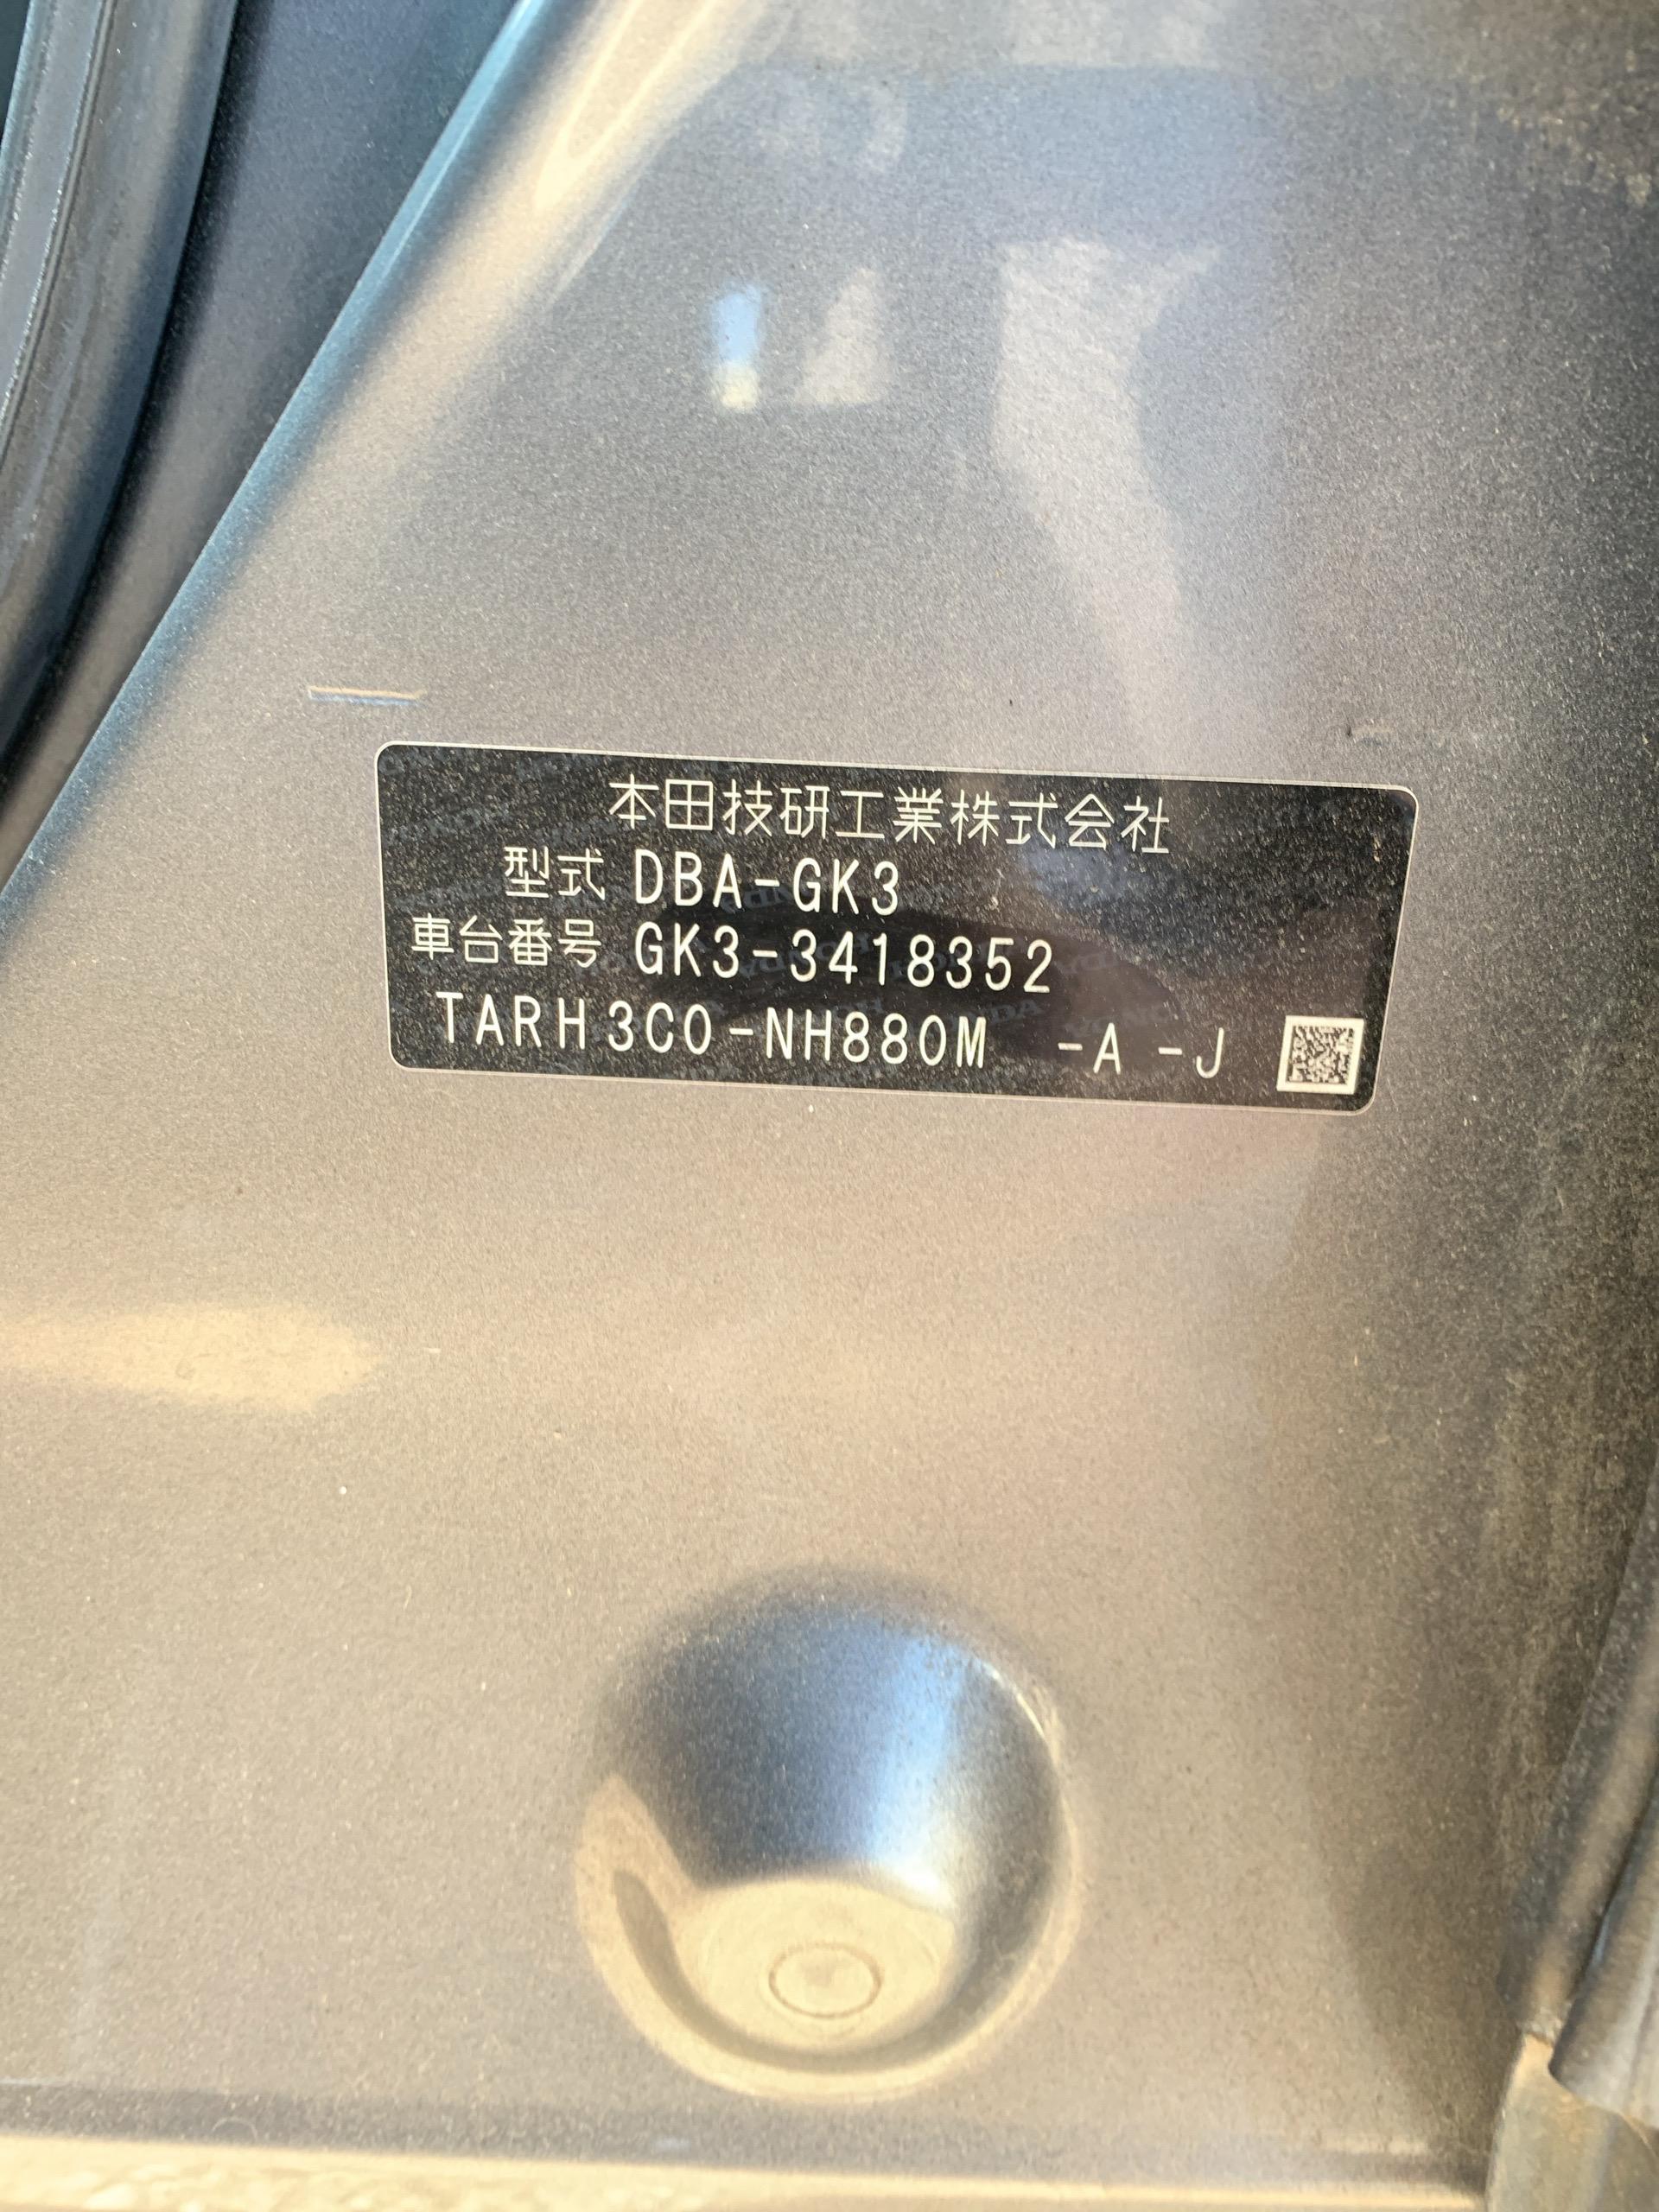 本田技研工業株式会社
型式 DBA-GK3
車台番号 GK3-3418352
TARH3C0-NH880M -A -J